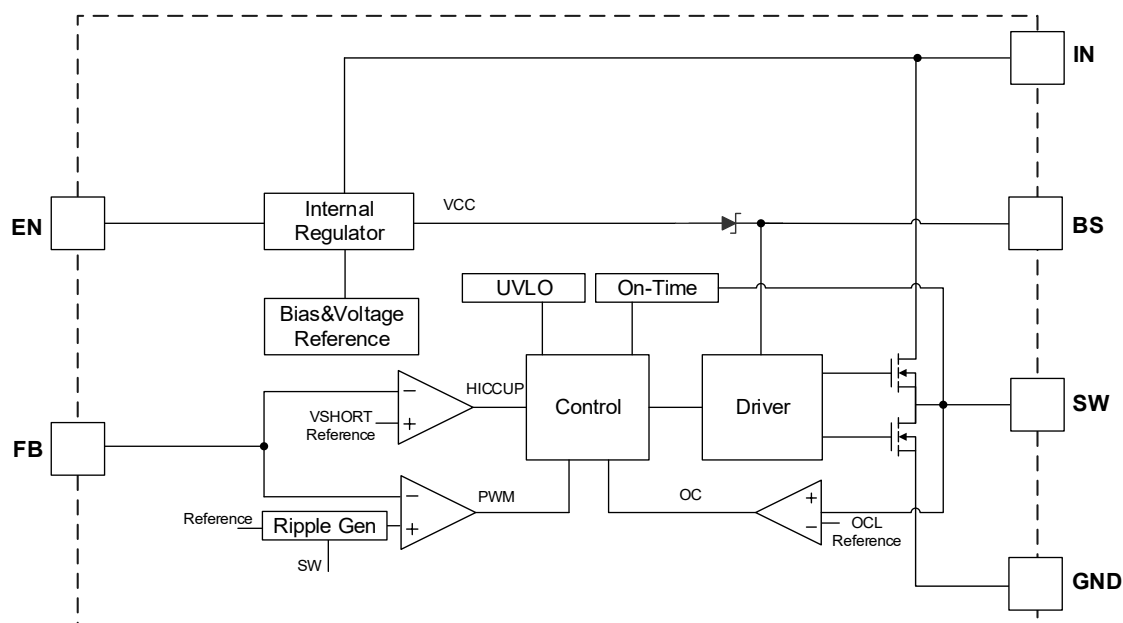 IN
Internal
Regulator
VCC
EN
BS
UVLO
On-Time
Bias&Voltage
Reference
HICCUP
VSHORT
Reference
Control
Driver
SW
FB
PWM
OC
Reference
Ripple Gen
OCL
Reference
SW
GND